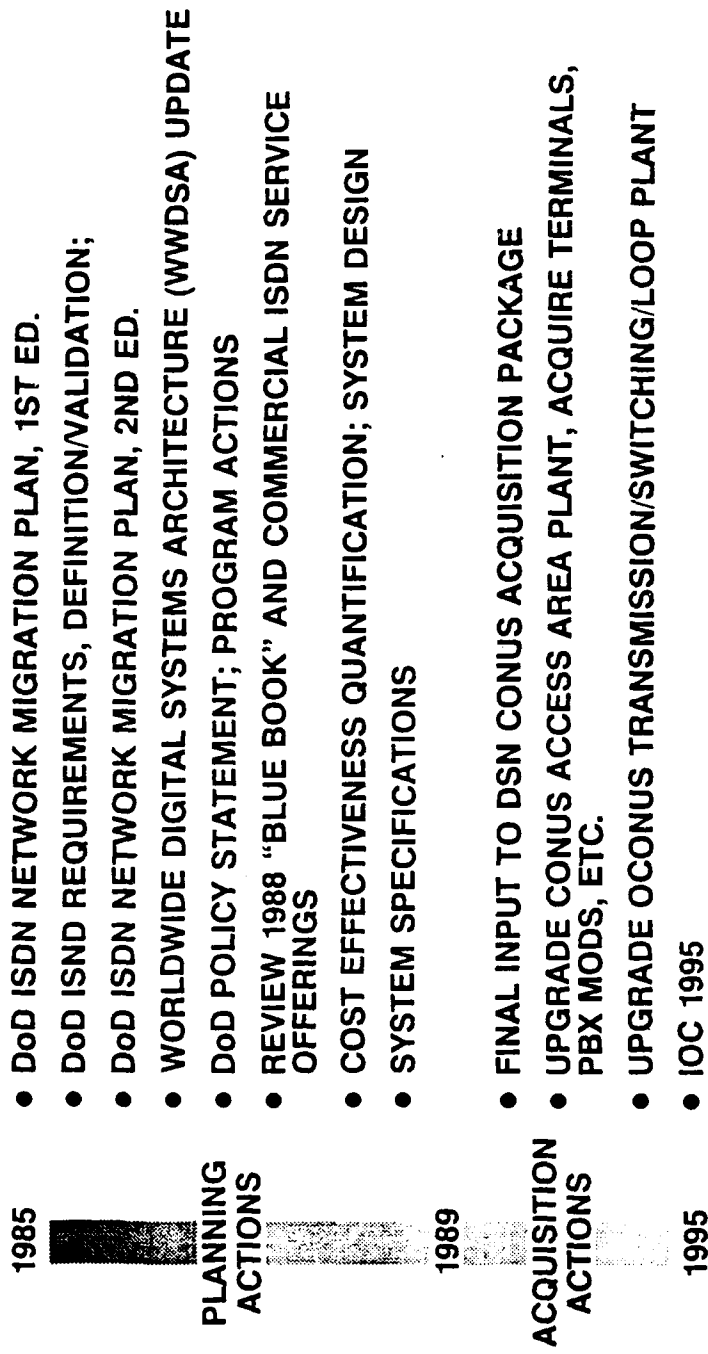 1985
PLANNING
ACTIONS
1989
ACQUISITION
ACTIONS
1995
• DoD ISDN NETWORK MIGRATION PLAN, 1ST ED.
• DoD ISND REQUIREMENTS, DEFINITION/VALIDATION;
• DoD ISDN NETWORK MIGRATION PLAN, 2ND ED.
• WORLDWIDE DIGITAL SYSTEMS ARCHITECTURE (WWDSA) UPDATE
• DoD POLICY STATEMENT; PROGRAM ACTIONS
• REVIEW 1988 “BLUE BOOK” AND COMMERCIAL ISDN SERVICE
OFFERINGS
• COST EFFECTIVENESS QUANTIFICATION; SYSTEM DESIGN
• SYSTEM SPECIFICATIONS
• FINAL INPUT TO DSN CONUS ACQUISITION PACKAGE
• UPGRADE CONUS ACCESS AREA PLANT, ACQUIRE TERMINALS,
PBX MODS, ETC.
• UPGRADE OCONUS TRANSMISSION/SWITCHING/LOOP PLANT
• IOC 1995